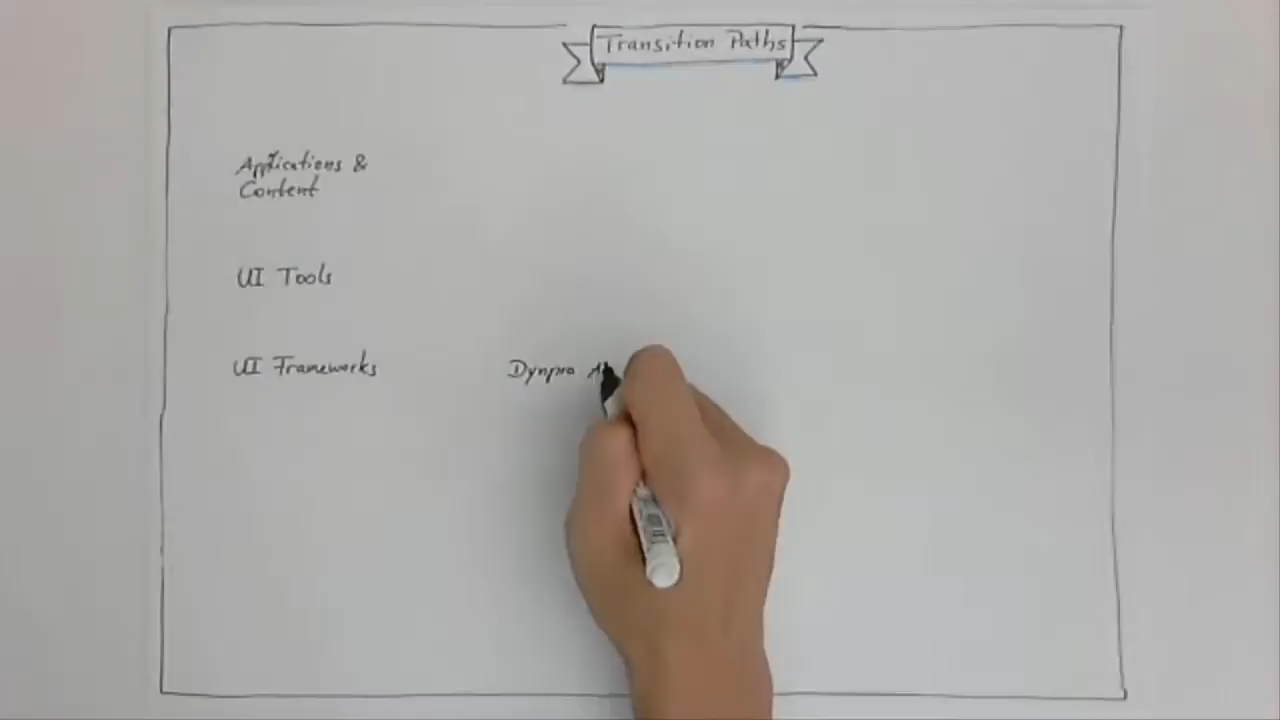 Transition Paths
Applications &
Content
UI Tools
UI Frameworks
Dynpro